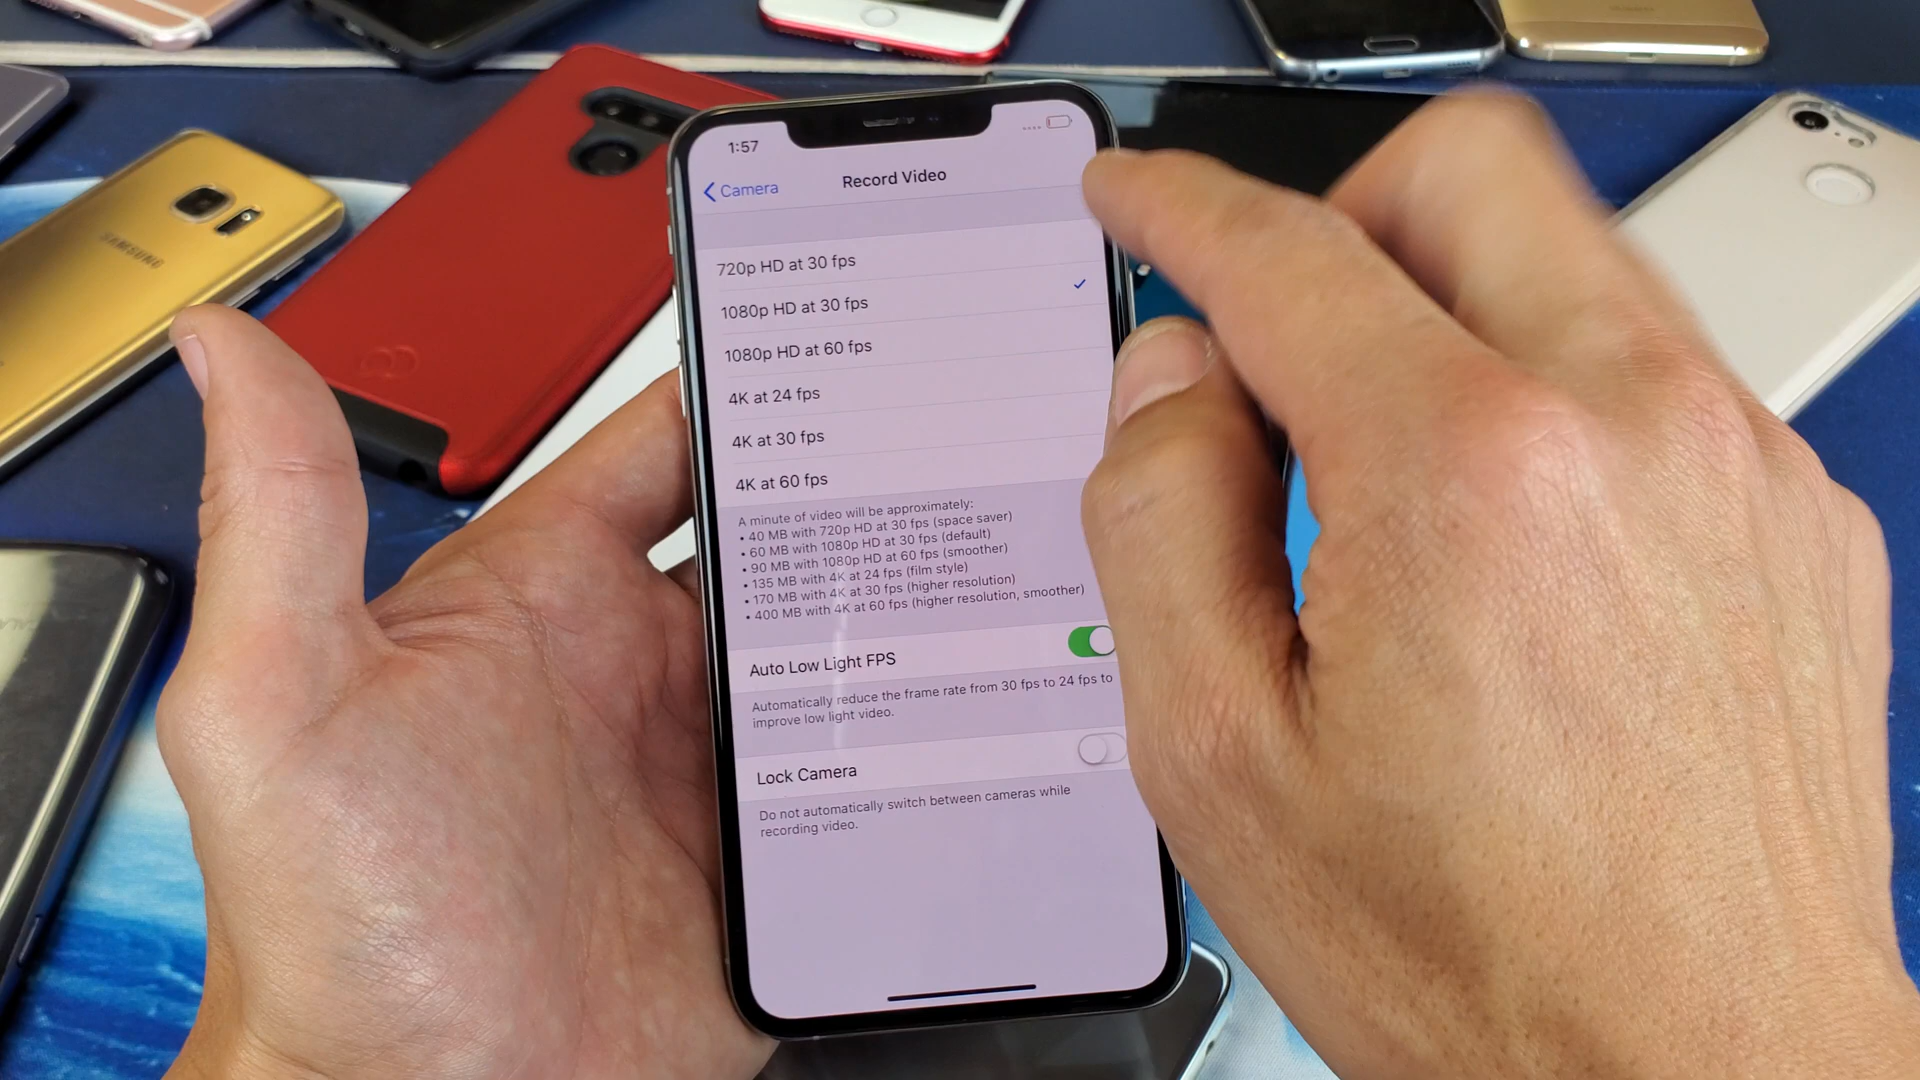 1:57
Camera
Record Video
720p HD at 30 fps
1080p HD at 30 fps
1080p HD at 60 fps
4K at 24 fps
4K at 30 fps
4K at 60 fps
A minute of video will be approximately:
• 40 MB with 720p HD at 30 fps (space saver)
• 60 MB with 1080p HD at 30 fps (default)
• 90 MB with 1080p HD at 60 fps (smoother)
• 135 MB with 4K at 24 fps (film style)
• 170 MB with 4K at 30 fps (higher resolution)
• 400 MB with 4K at 60 fps (higher resolution, smoother)
Auto Low Light FPS
Automatically reduce the frame rate from 30 fps to 24 fps to
improve low light video.
Lock Camera
Do not automatically switch between cameras while
recording video.
SAMSUNG